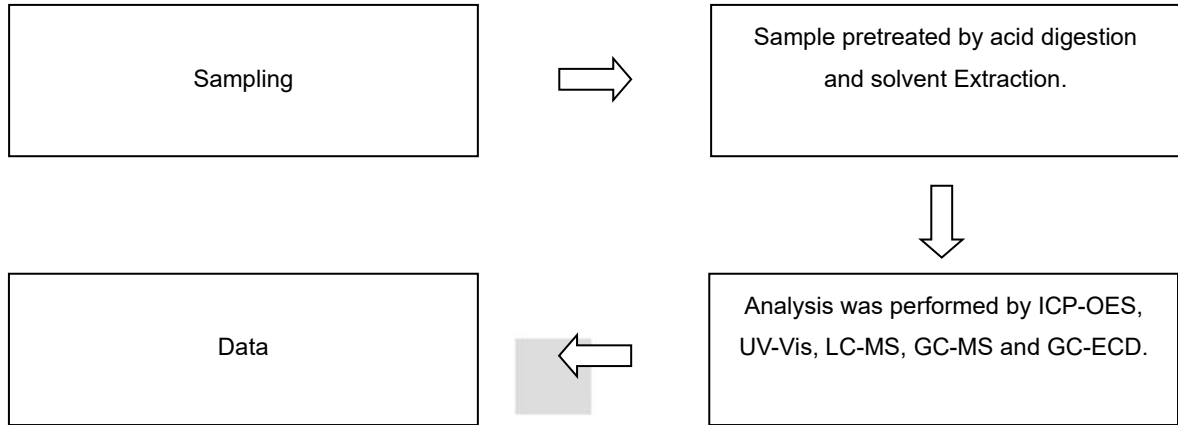 Sampling
Sample pretreated by acid digestion
and solvent Extraction.
Analysis was performed by ICP-OES,
UV-Vis, LC-MS, GC-MS and GC-ECD.
Data